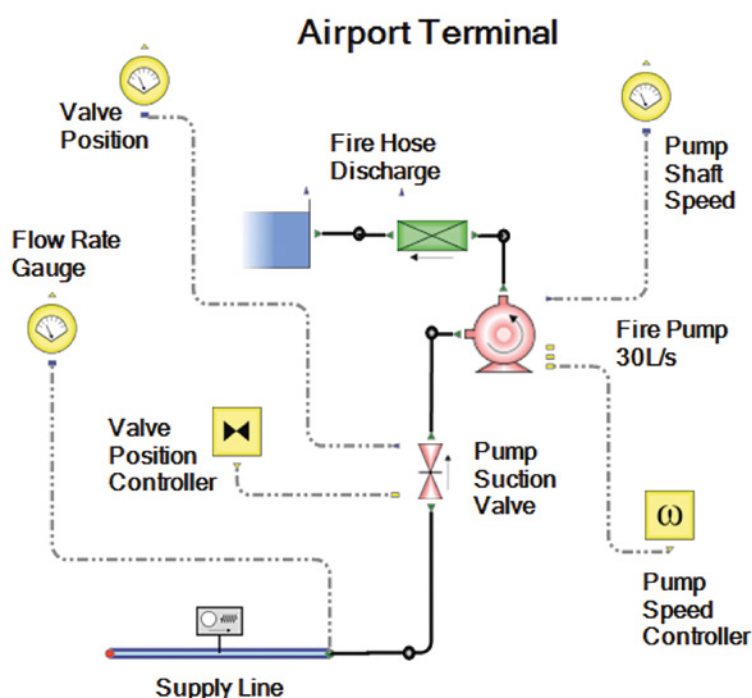 Airport Terminal
Valve
Position
Fire Hose
Discharge
Pump
Shaft
Speed
Flow Rate
Gauge
Fire Pump
30L/s
Valve
Position
Controller
Pump
Suction
Valve
ω
Pump
Speed
Controller
Supply Line